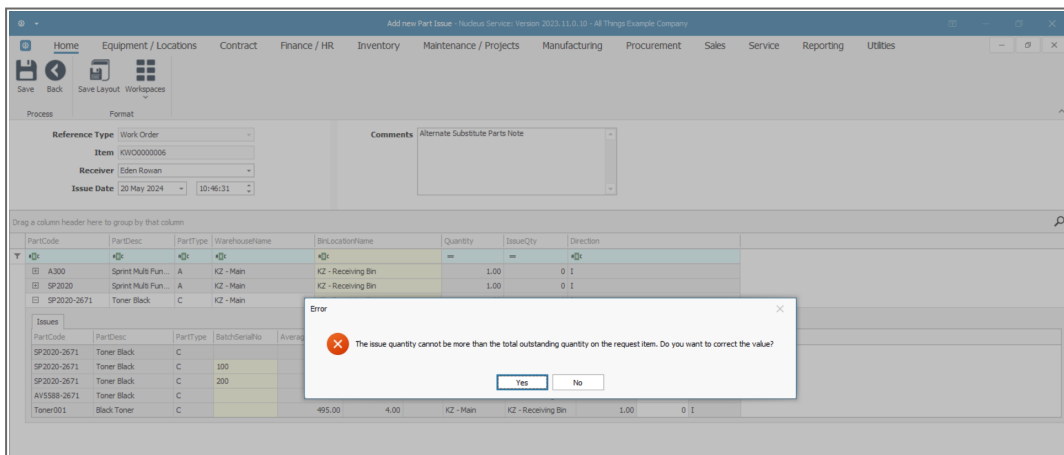 Add new Part Issue - Nucleus Service: Version 2023.11.0.10 - All Things Example Company
Home Equipment / Locations Contract Finance / HR Inventory Maintenance / Projects Manufacturing Procurement Sales Service Reporting Utilities
Save Back Save Layout Workspaces
Process Format
Reference Type Work Order Comments Alternate Substitute Parts Note
Item KWO0000006
Receiver Eden Rowan
Issue Date 20 May 2024 10:46:31
Drag a column header here to group by that column
PartCode PartDesc PartType WarehouseName BinLocationName Quantity IssueQty Direction
A300 Sprint Multi Fun... A KZ - Main KZ - Receiving Bin 1.00 0 I
SP2020 Sprint Multi Fun... A KZ - Main KZ - Receiving Bin 1.00 0 I
SP2020-2671 Toner Black C KZ - Main
Error
Issues
PartCode PartDesc PartType BatchSerialNo Averag
The issue quantity cannot be more than the total outstanding quantity on the request item. Do you want to correct the value?
SP2020-2671 Toner Black C
SP2020-2671 Toner Black C 100
SP2020-2671 Toner Black C 200
Yes No
AV5588-2671 Toner Black C
Toner001 Black Toner C 495.00 4.00 KZ - Main KZ - Receiving Bin 1.00 0 I